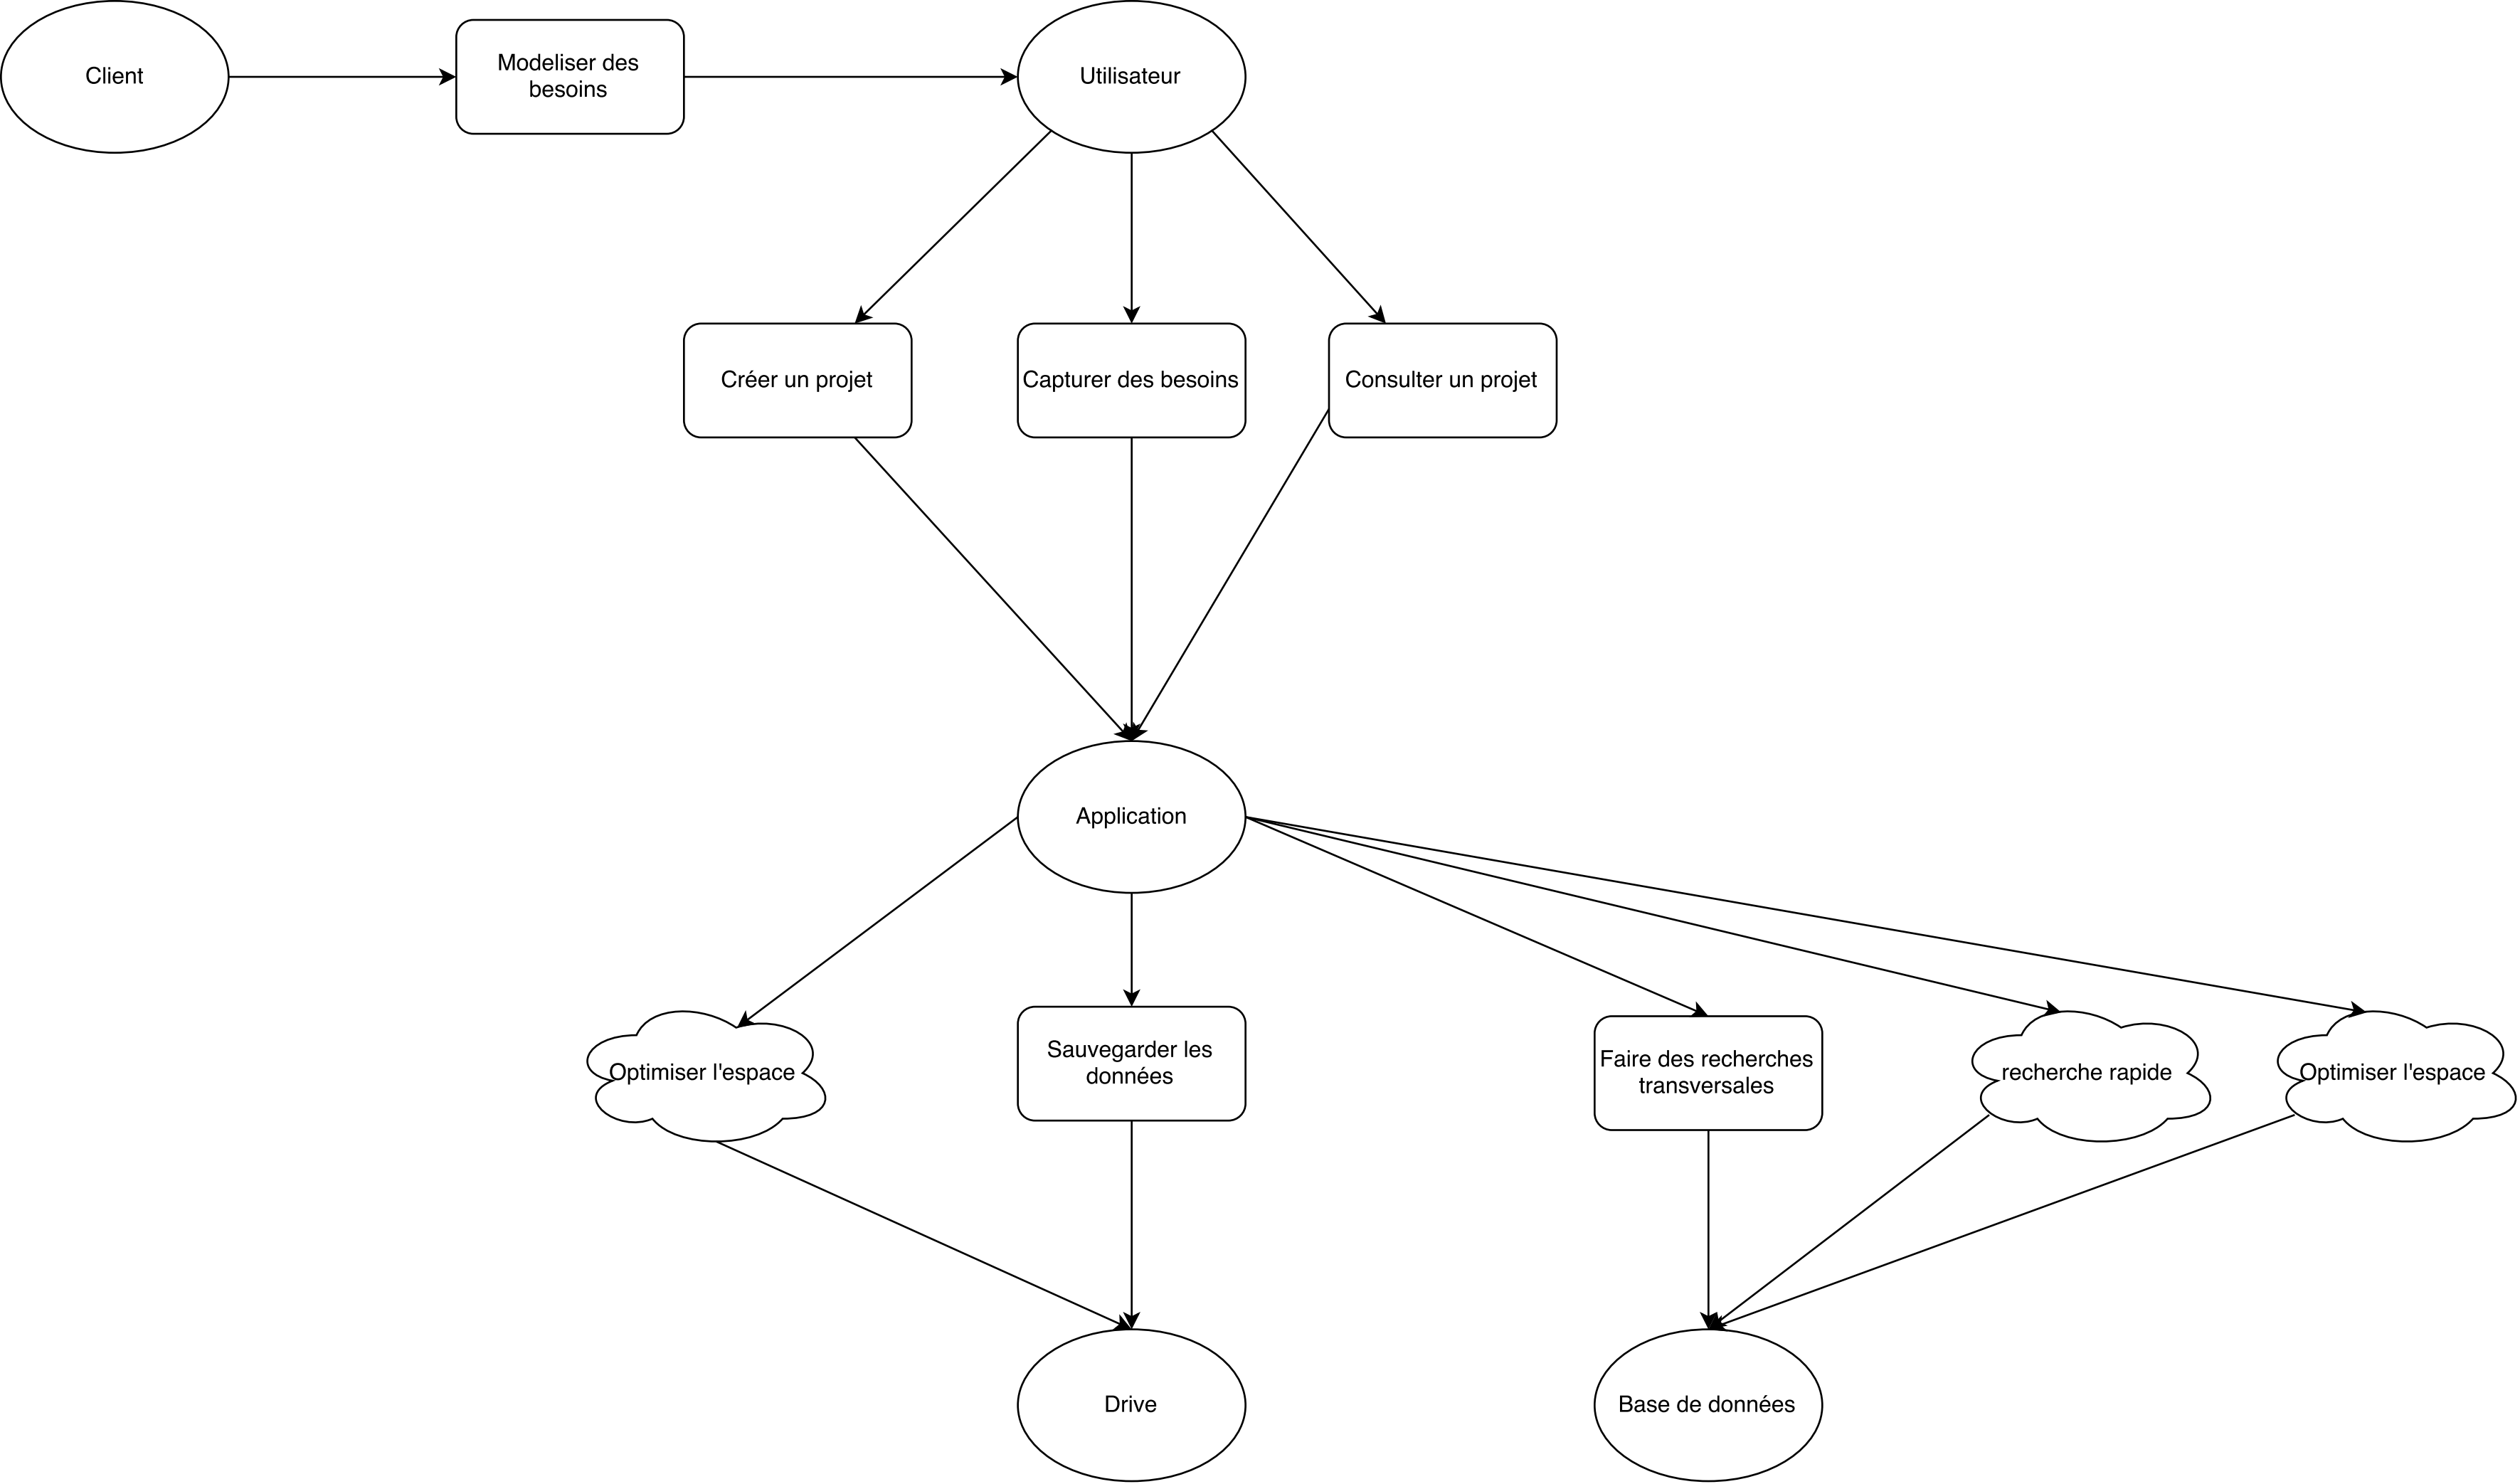 Client
Modeliser des
besoins
Utilisateur
Créer un projet
Capturer des besoins
Consulter un projet
Application
Optimiser l'espace
Sauvegarder les
données
Faire des recherches
transversales
recherche rapide
Optimiser l'espace
Drive
Base de données